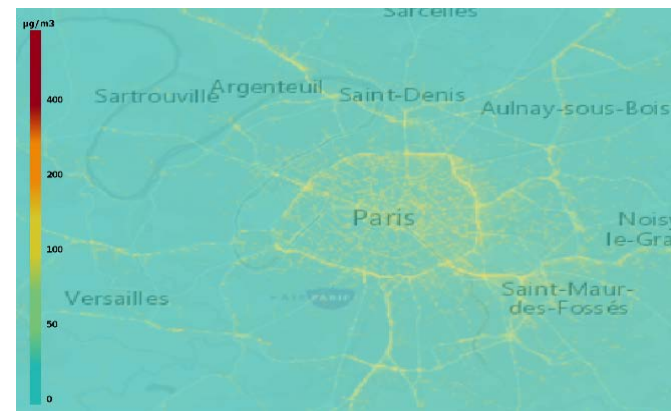 µg/m3
Sarcelles
400
Sartrouville
Argenteuil
Saint-Denis
Aulnay-sous-Bois
200
Paris
100
Versailles
AIRPARIF
Saint-Maur-
des-Fossés
50
0